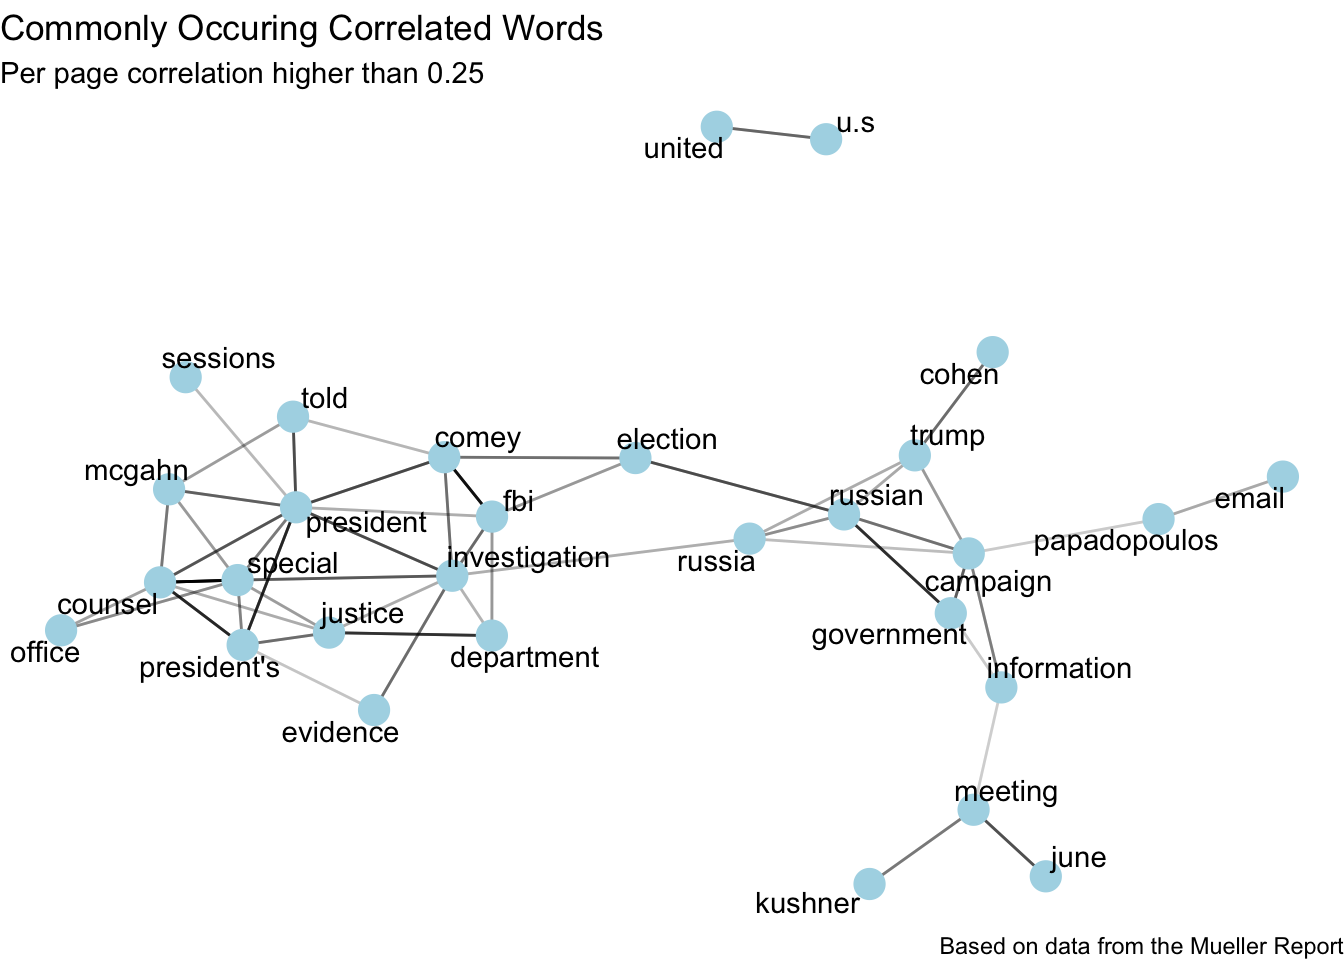 Commonly Occuring Correlated Words
Per page correlation higher than 0.25
u.s
united
sessions
cohen
told
comey
election
trump
mcgahn
russian
email
fbi
president
papadopoulos
investigation
russia
special
campaign
counsel
justice
government
office
department
president's
information
evidence
meeting
june
kushner
Based on data from the Mueller Report